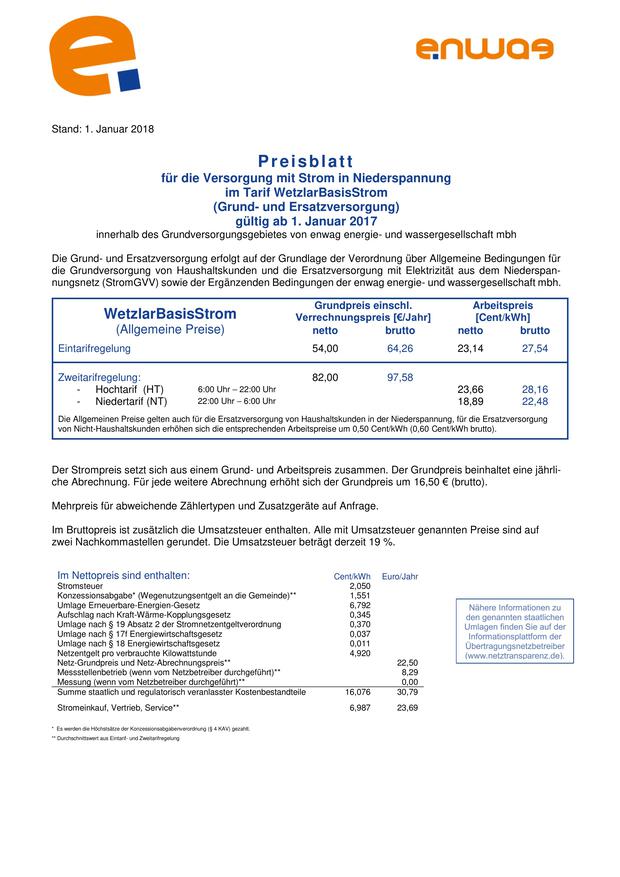 e.
enwag
Stand: 1. Januar 2018
Preisblatt
für die Versorgung mit Strom in Niederspannung
im Tarif WetzlarBasisStrom
(Grund- und Ersatzversorgung)
gültig ab 1. Januar 2017
innerhalb des Grundversorgungsgebietes von enwag energie- und wassergesellschaft mbh
Die Grund- und Ersatzversorgung erfolgt auf der Grundlage der Verordnung über Allgemeine Bedingungen für
die Grundversorgung von Haushaltskunden und die Ersatzversorgung mit Elektrizität aus dem Niederspan-
nungsnetz (StromGVV) sowie der Ergänzenden Bedingungen der enwag energie- und wassergesellschaft mbh.
WetzlarBasisStrom
(Allgemeine Preise)
Grundpreis einschl.
Verrechnungspreis [€/Jahr]
netto brutto
Arbeitspreis
[Cent/kWh]
netto brutto
Eintarifregelung 54,00 64,26 23,14 27,54
Zweitarifregelung: 82,00 97,58
- Hochtarif (HT) 6:00 Uhr – 22:00 Uhr 23,66 28,16
- Niedertarif (NT) 22:00 Uhr – 6:00 Uhr 18,89 22,48
Die Allgemeinen Preise gelten auch für die Ersatzversorgung von Haushaltskunden in der Niederspannung, für die Ersatzversorgung
von Nicht-Haushaltskunden erhöhen sich die entsprechenden Arbeitspreise um 0,50 Cent/kWh (0,60 Cent/kWh brutto).
Der Strompreis setzt sich aus einem Grund- und Arbeitspreis zusammen. Der Grundpreis beinhaltet eine jährli-
che Abrechnung. Für jede weitere Abrechnung erhöht sich der Grundpreis um 16,50 € (brutto).
Mehrpreis für abweichende Zählertypen und Zusatzgeräte auf Anfrage.
Im Bruttopreis ist zusätzlich die Umsatzsteuer enthalten. Alle mit Umsatzsteuer genannten Preise sind auf
zwei Nachkommastellen gerundet. Die Umsatzsteuer beträgt derzeit 19 %.
Im Nettopreis sind enthalten: Cent/kWh Euro/Jahr
Stromsteuer 2,050
Konzessionsabgabe* (Wegenutzungsentgelt an die Gemeinde)** 1,551
Umlage Erneuerbare-Energien-Gesetz 6,792
Aufschlag nach Kraft-Wärme-Kopplungsgesetz 0,345
Umlage nach § 19 Absatz 2 der Stromnetzentgeltverordnung 0,370
Umlage nach § 17f Energiewirtschaftsgesetz 0,037
Umlage nach § 18 Energiewirtschaftsgesetz 0,011
Netzentgelt pro verbrauchte Kilowattstunde 4,920
Netz-Grundpreis und Netz-Abrechnungspreis** 22,50
Messstellenbetrieb (wenn vom Netzbetreiber durchgeführt)** 8,29
Messung (wenn vom Netzbetreiber durchgeführt)** 0,00
Summe staatlich und regulatorisch veranlasster Kostenbestandteile 16,076 30,79
Stromeinkauf, Vertrieb, Service** 6,987 23,69
Nähere Informationen zu
den genannten staatlichen
Umlagen finden Sie auf der
Informationsplattform der
Übertragungsnetzbetreiber
(www.netztransparenz.de).
* Es werden die Höchstsätze der Konzessionsabgabenverordnung (§ 4 KAV) gezahlt.
** Durchschnittswert aus Eintarif- und Zweitarifregelung